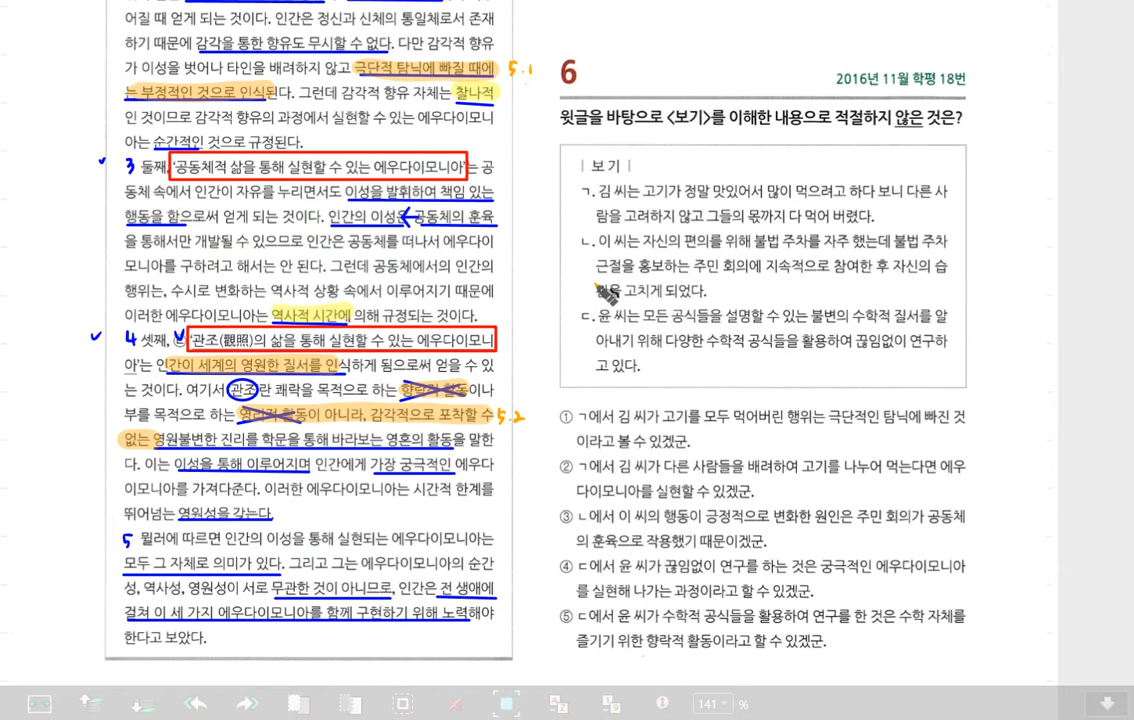 어질 때 얻게 되는 것이다. 인간은 정신과 신체의 통일체로서 존재
하기 때문에 감각을 통한 향유도 무시할 수 없다. 다만 감각적 향유
가 이성을 벗어나 타인을 배려하지 않고 극단적 탐닉에 빠질 때에 5.1
는 부정적인 것으로 인식된다. 그런데 감각적 향유 자체는 찰나적
인 것이므로 감각적 향유의 과정에서 실현할 수 있는 에우다이모니
아는 순간적인 것으로 규정된다.
3 둘째, '공동체적 삶을 통해 실현할 수 있는 에우다이모니아'는 공
동체 속에서 인간이 자유를 누리면서도 이성을 발휘하여 책임 있는
행동을 함으로써 얻게 되는 것이다. 인간의 이성은 공동체의 훈육
을 통해서만 개발될 수 있으므로 인간은 공동체를 떠나서 에우다이
모니아를 구하려고 해서는 안 된다. 그런데 공동체에서의 인간의
행위는, 수시로 변화하는 역사적 상황 속에서 이루어지기 때문에
이러한 에우다이모니아는 역사적 시간에 의해 규정되는 것이다.
4 셋째, '관조(觀照)의 삶을 통해 실현할 수 있는 에우다이모니
아'는 인간이 세계의 영원한 질서를 인식하게 됨으로써 얻을 수 있
는 것이다. 여기서 관조란 쾌락을 목적으로 하는 향락적 활동이나
부를 목적으로 하는 영리적 활동이 아니라, 감각적으로 포착할 수 5.2
없는 영원불변한 진리를 학문을 통해 바라보는 영혼의 활동을 말한
다. 이는 이성을 통해 이루어지며 인간에게 가장 궁극적인 에우다
이모니아를 가져다준다. 이러한 에우다이모니아는 시간적 한계를
뛰어넘는 영원성을 갖는다.
5 뮐러에 따르면 인간의 이성을 통해 실현되는 에우다이모니아는
모두 그 자체로 의미가 있다. 그리고 그는 에우다이모니아의 순간
성, 역사성, 영원성이 서로 무관한 것이 아니므로, 인간은 전 생애에
걸쳐 이 세 가지 에우다이모니아를 함께 구현하기 위해 노력해야
한다고 보았다.
6 2016년 11월 학평 18번
윗글을 바탕으로 <보기>를 이해한 내용으로 적절하지 않은 것은?
| 보기 |
ㄱ. 김 씨는 고기가 정말 맛있어서 많이 먹으려고 하다 보니 다른 사
람을 고려하지 않고 그들의 몫까지 다 먹어 버렸다.
ㄴ. 이 씨는 자신의 편의를 위해 불법 주차를 자주 했는데 불법 주차
근절을 홍보하는 주민 회의에 지속적으로 참여한 후 자신의 습
고치게 되었다.
ㄷ. 윤 씨는 모든 공식들을 설명할 수 있는 불변의 수학적 질서를 알
아내기 위해 다양한 수학적 공식들을 활용하여 끊임없이 연구하
고 있다.
① ㄱ에서 김 씨가 고기를 모두 먹어버린 행위는 극단적인 탐닉에 빠진 것
이라고 볼 수 있겠군.
② ㄱ에서 김 씨가 다른 사람들을 배려하여 고기를 나누어 먹는다면 에우
다이모니아를 실현할 수 있겠군.
③ ㄴ에서 이 씨의 행동이 긍정적으로 변화한 원인은 주민 회의가 공동체
의 훈육으로 작용했기 때문이겠군.
④ ㄷ에서 윤 씨가 끊임없이 연구를 하는 것은 궁극적인 에우다이모니아
를 실현해 나가는 과정이라고 할 수 있겠군.
⑤ ㄷ에서 윤 씨가 수학적 공식들을 활용하여 연구를 한 것은 수학 자체를
즐기기 위한 향락적 활동이라고 할 수 있겠군.
141 %